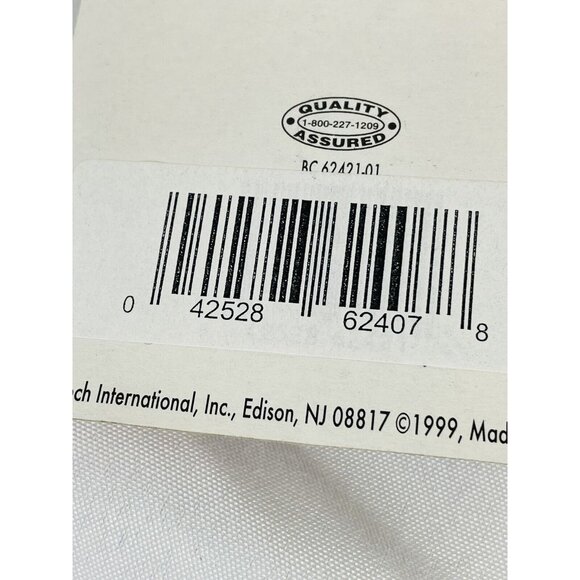 QUALITY
1-800-227-1209
ASSURED
BC 62421-01
0 42528 62407 8
ch International, Inc., Edison, NJ 08817 ©1999, Mad